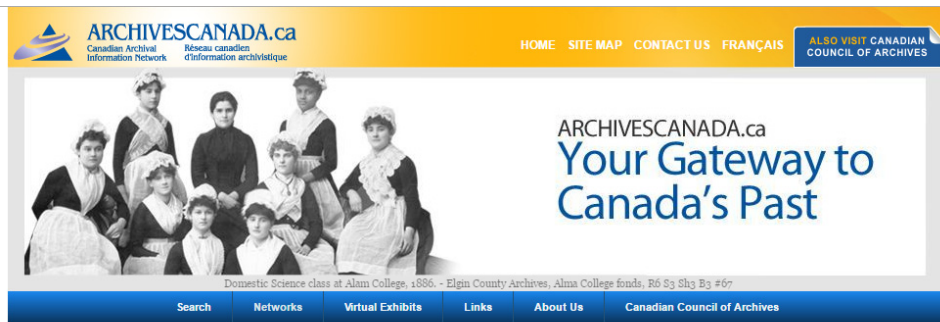 ARCHIVESCANADA.ca
Canadian Archival Réseau canadien
Information Network d'information archivistique
HOME SITE MAP CONTACT US FRANÇAIS
ALSO VISIT CANADIAN
COUNCIL OF ARCHIVES
ARCHIVESCANADA.ca
Your Gateway to
Canada's Past
Domestic Science class at Alam College, 1886. - Elgin County Archives, Alma College fonds, R6 S3 Sh3 B3 #67
Search Networks Virtual Exhibits Links About Us Canadian Council of Archives